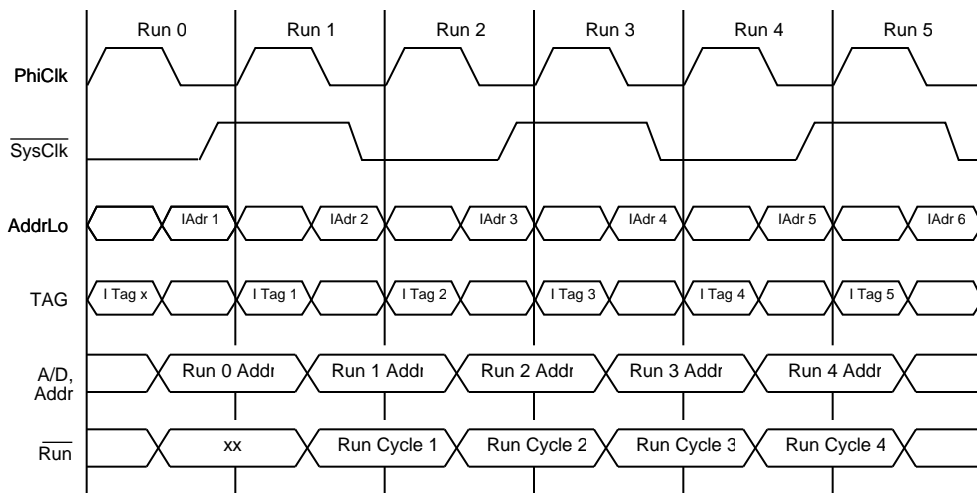 Run 0 Run 1 Run 2 Run 3 Run 4 Run 5
PhiClk
SysClk
AddrLo IAdr 1 IAdr 2 IAdr 3 IAdr 4 IAdr 5 IAdr 6
TAG I Tag x I Tag 1 I Tag 2 I Tag 3 I Tag 4 I Tag 5
A/D,
Addr Run 0 Addr Run 1 Addr Run 2 Addr Run 3 Addr Run 4 Addr
Run xx Run Cycle 1 Run Cycle 2 Run Cycle 3 Run Cycle 4